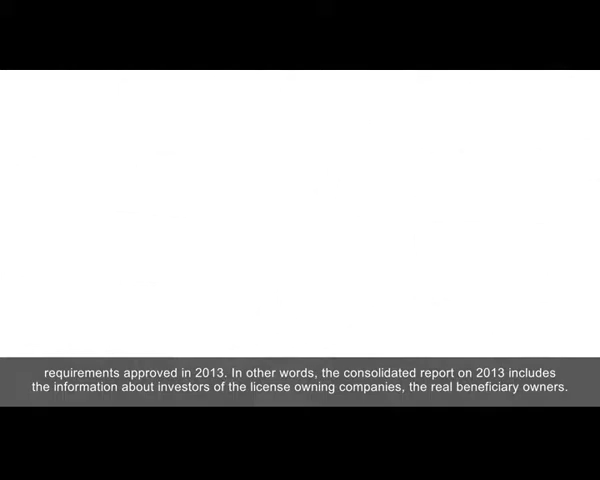 requirements approved in 2013. In other words, the consolidated report on 2013 includes
the information about investors of the license owning companies, the real beneficiary owners.